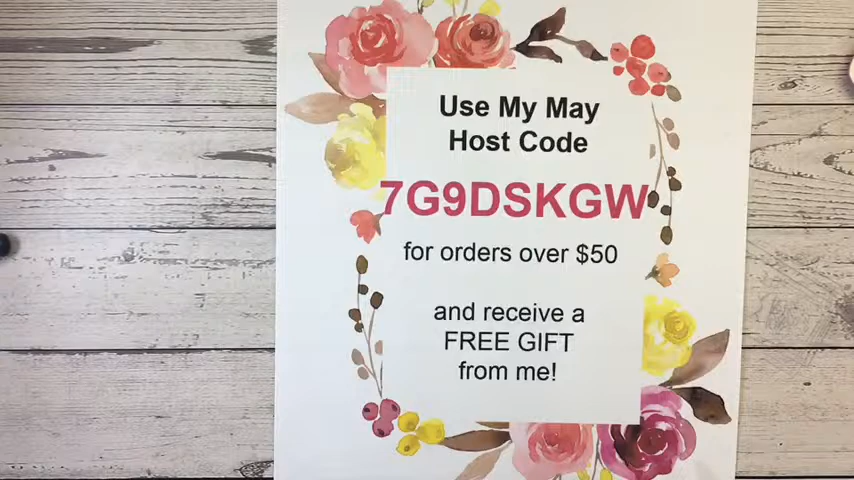 Use My May
Host Code
7G9DSKGW
for orders over $50
and receive a
FREE GIFT
from me!